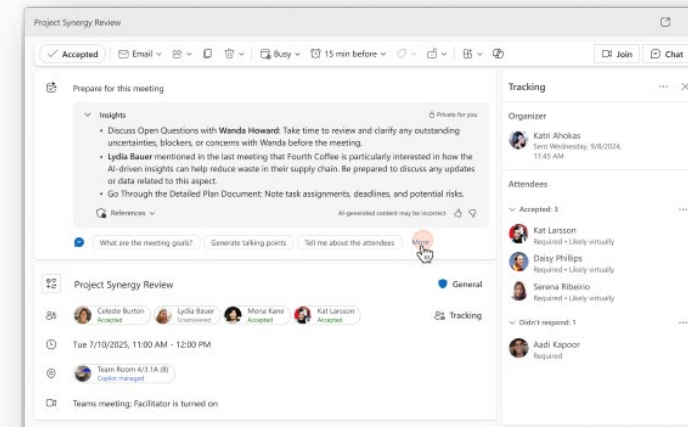 Project Synergy Review
Accepted
Email
Busy
15 min before
Join
Chat
Prepare for this meeting
Insights
Private for you
• Discuss Open Questions with Wanda Howard: Take time to review and clarify any outstanding
uncertainties, blockers, or concerns with Wanda before the meeting.
• Lydia Bauer mentioned in the last meeting that Fourth Coffee is particularly interested in how the
AI-driven insights can help reduce waste in their supply chain. Be prepared to discuss any updates
or data related to this aspect.
• Go Through the Detailed Plan Document: Note task assignments, deadlines, and potential risks.
References
AI-generated content may be incorrect
What are the meeting goals?
Generate talking points
Tell me about the attendees
More
Project Synergy Review
General
Celeste Burton
Accepted
Lydia Bauer
Unanswered
Mona Kane
Accepted
Kat Larsson
Accepted
Tracking
Tue 7/10/2025, 11:00 AM - 12:00 PM
Team Room 4/3.1A (8)
Copilot managed
Teams meeting; Facilitator is turned on
Tracking
Organizer
Katri Ahokas
Sent Wednesday, 9/8/2024,
11:45 AM
Attendees
Accepted: 3
Kat Larsson
Required • Likely virtually
Daisy Phillips
Required • Likely virtually
Serena Ribeirio
Required • Likely virtually
Didn't respond: 1
Aadi Kapoor
Required